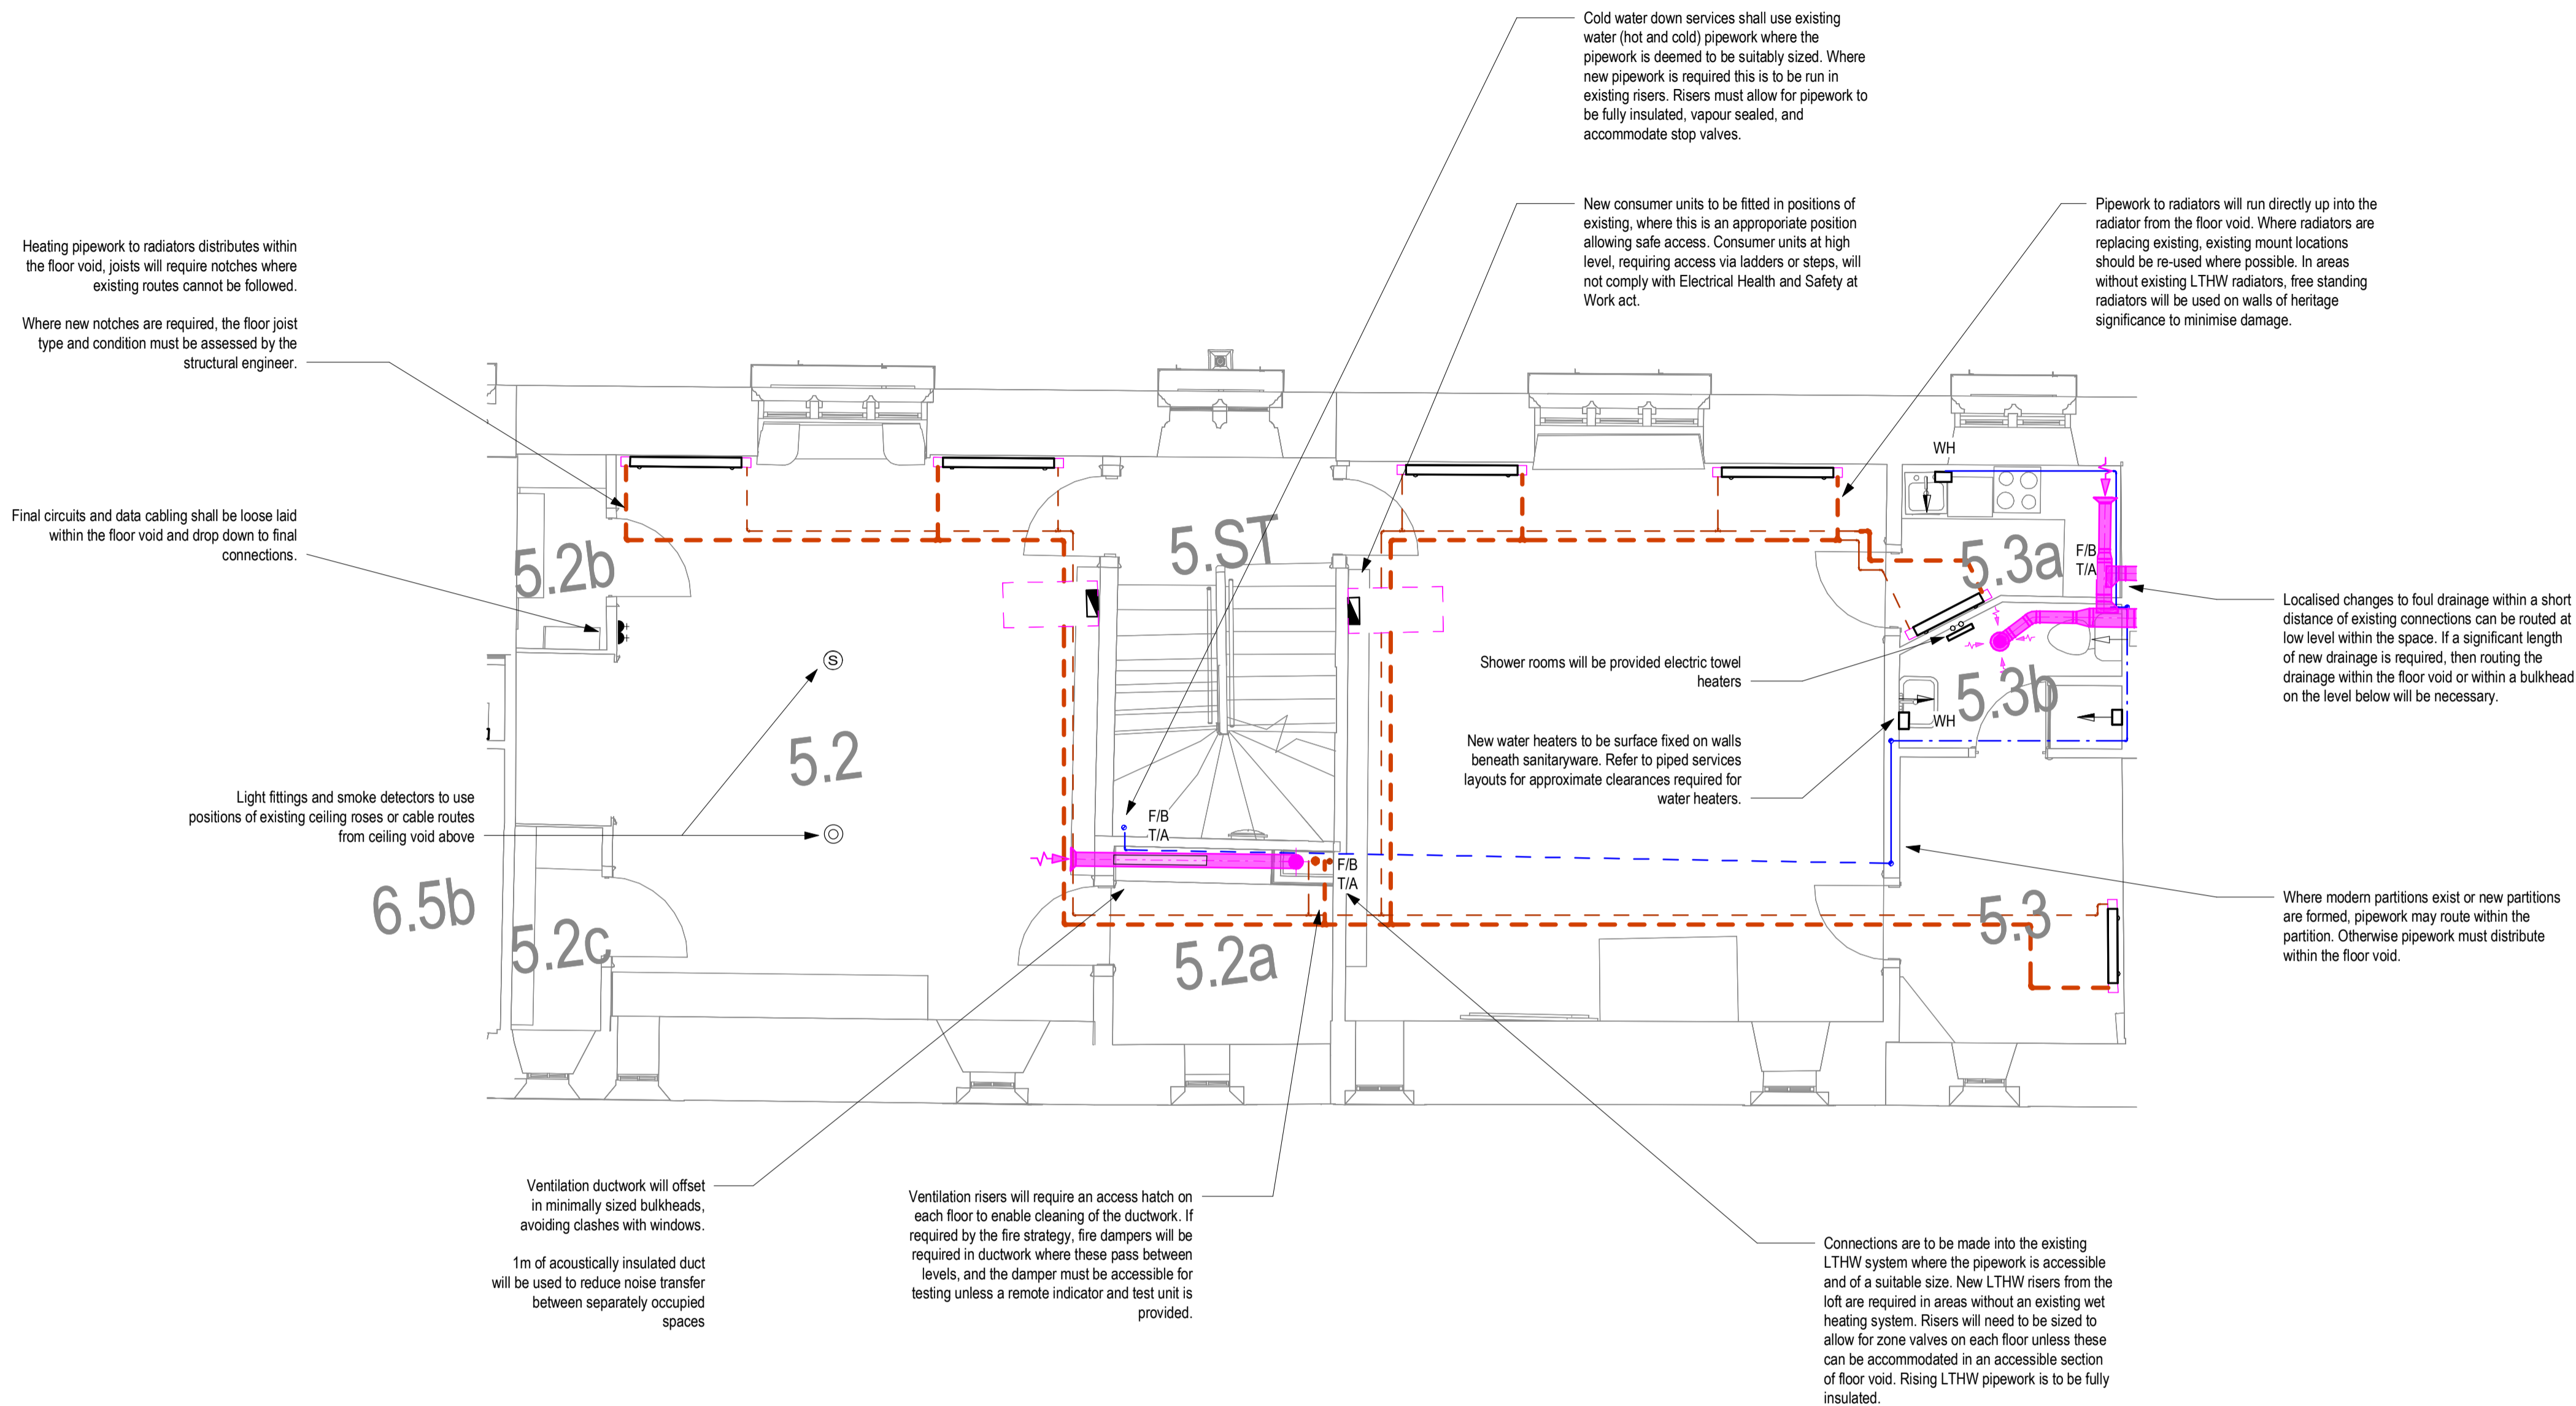 Cold water down services shall use existing
water (hot and cold) pipework where the
pipework is deemed to be suitably sized. Where
new pipework is required this is to be run in
existing risers. Risers must allow for pipework to
be fully insulated, vapour sealed, and
accommodate stop valves.
New consumer units to be fitted in positions of
existing, where this is an approporiate position
allowing safe access. Consumer units at high
level, requiring access via ladders or steps, will
not comply with Electrical Health and Safety at
Work act.
Pipework to radiators will run directly up into the
radiator from the floor void. Where radiators are
replacing existing, existing mount locations
should be re-used where possible. In areas
without existing LTHW radiators, free standing
radiators will be used on walls of heritage
significance to minimise damage.
Heating pipework to radiators distributes within
the floor void, joists will require notches where
existing routes cannot be followed.
Where new notches are required, the floor joist
type and condition must be assessed by the
structural engineer.
Final circuits and data cabling shall be loose laid
within the floor void and drop down to final
connections.
WH
5.2b
5.ST
5.3a
F/B
T/A
Localised changes to foul drainage within a short
distance of existing connections can be routed at
low level within the space. If a significant length
of new drainage is required, then routing the
drainage within the floor void or within a bulkhead
on the level below will be necessary.
S
Shower rooms will be provided electric towel
heaters
5.3b
WH
5.2
New water heaters to be surface fixed on walls
beneath sanitaryware. Refer to piped services
layouts for approximate clearances required for
water heaters.
Light fittings and smoke detectors to use
positions of existing ceiling roses or cable routes
from ceiling void above
F/B
T/A
F/B
T/A
6.5b
5.2c
5.2a
5.3
Where modern partitions exist or new partitions
are formed, pipework may route within the
partition. Otherwise pipework must distribute
within the floor void.
Ventilation ductwork will offset
in minimally sized bulkheads,
avoiding clashes with windows.
1m of acoustically insulated duct
will be used to reduce noise transfer
between separately occupied
spaces
Ventilation risers will require an access hatch on
each floor to enable cleaning of the ductwork. If
required by the fire strategy, fire dampers will be
required in ductwork where these pass between
levels, and the damper must be accessible for
testing unless a remote indicator and test unit is
provided.
Connections are to be made into the existing
LTHW system where the pipework is accessible
and of a suitable size. New LTHW risers from the
loft are required in areas without an existing wet
heating system. Risers will need to be sized to
allow for zone valves on each floor unless these
can be accommodated in an accessible section
of floor void. Rising LTHW pipework is to be fully
insulated.